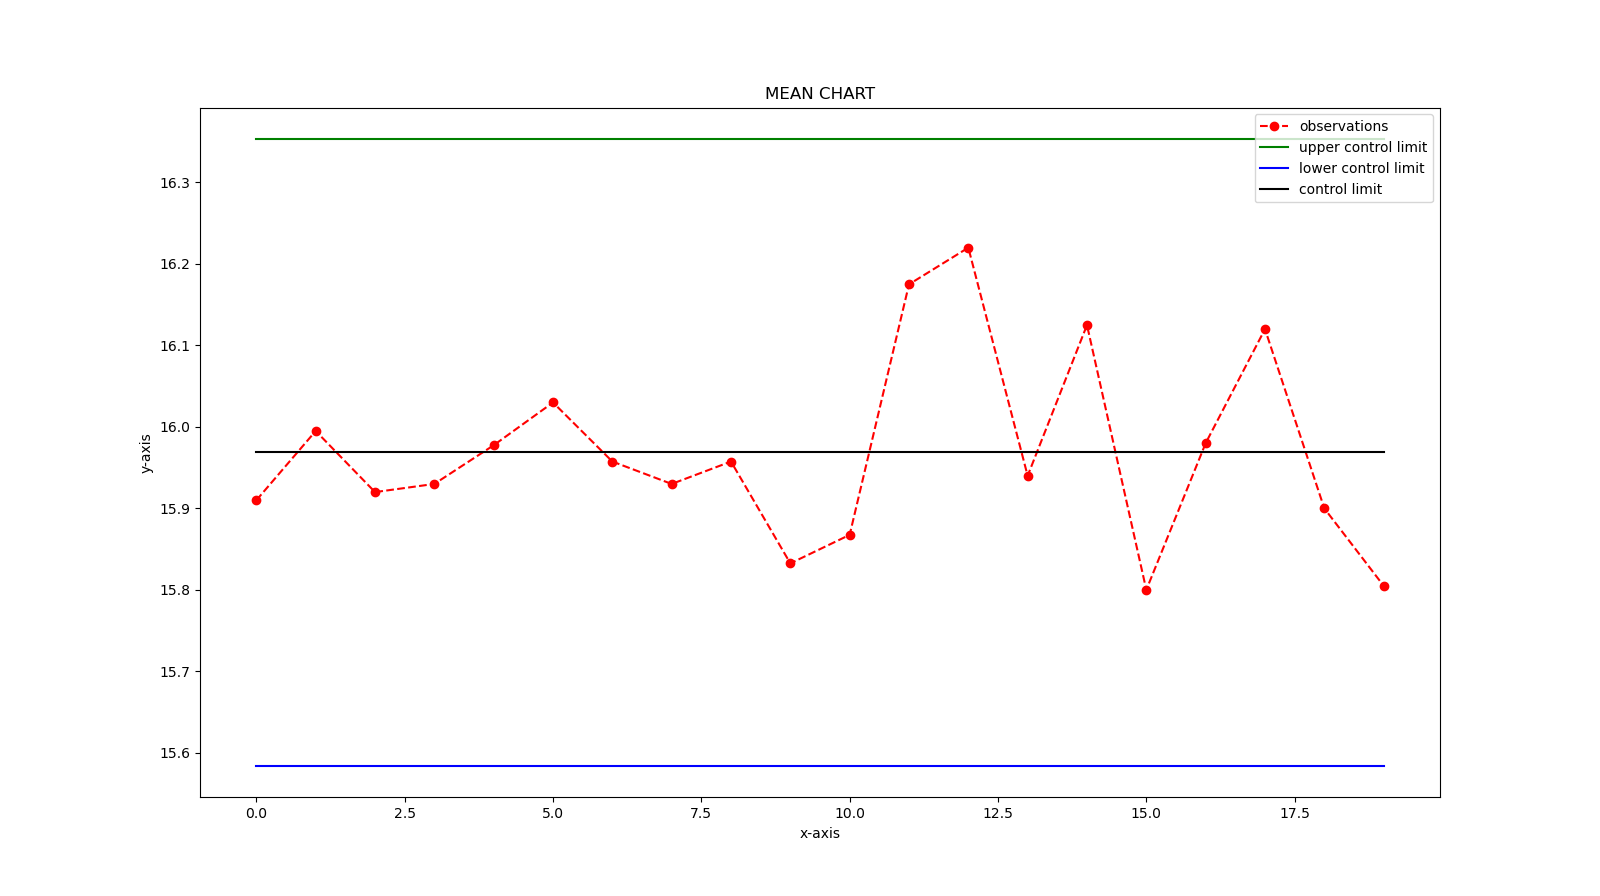 MEAN CHART
observations
upper control limit
lower control limit
control limit
16.3
16.2
16.1
16.0
15.9
15.8
15.7
15.6
y-axis
0.0 2.5 5.0 7.5 10.0 12.5 15.0 17.5
x-axis